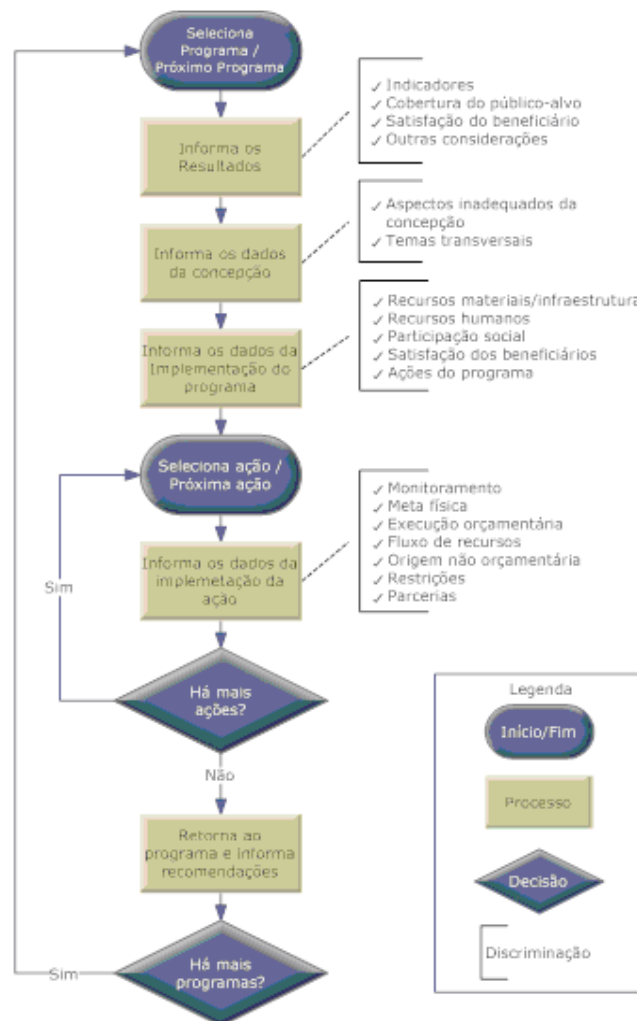 Seleciona
Programa /
Próximo Programa
✓ Indicadores
✓ Cobertura do público-alvo
✓ Satisfação do beneficiário
✓ Outras considerações
Informa os
Resultados
✓ Aspectos inadequados da
concepção
✓ Temas transversais
Informa os dados
da concepção
✓ Recursos materiais/infraestrutura
✓ Recursos humanos
✓ Participação social
✓ Satisfação dos beneficiários
✓ Ações do programa
Informa os dados da
Implementação do
programa
Seleciona ação /
Próxima ação
✓ Monitoramento
✓ Meta física
✓ Execução orçamentária
✓ Fluxo de recursos
✓ Origem não orçamentária
✓ Restrições
✓ Parcerias
Informa os dados da
implemetação da
ação
Sim
Há mais
ações?
Não
Retorna ao
programa e informa
recomendações
Há mais
programas?
Sim
Legenda
Início/Fim
Processo
Decisão
Discriminação